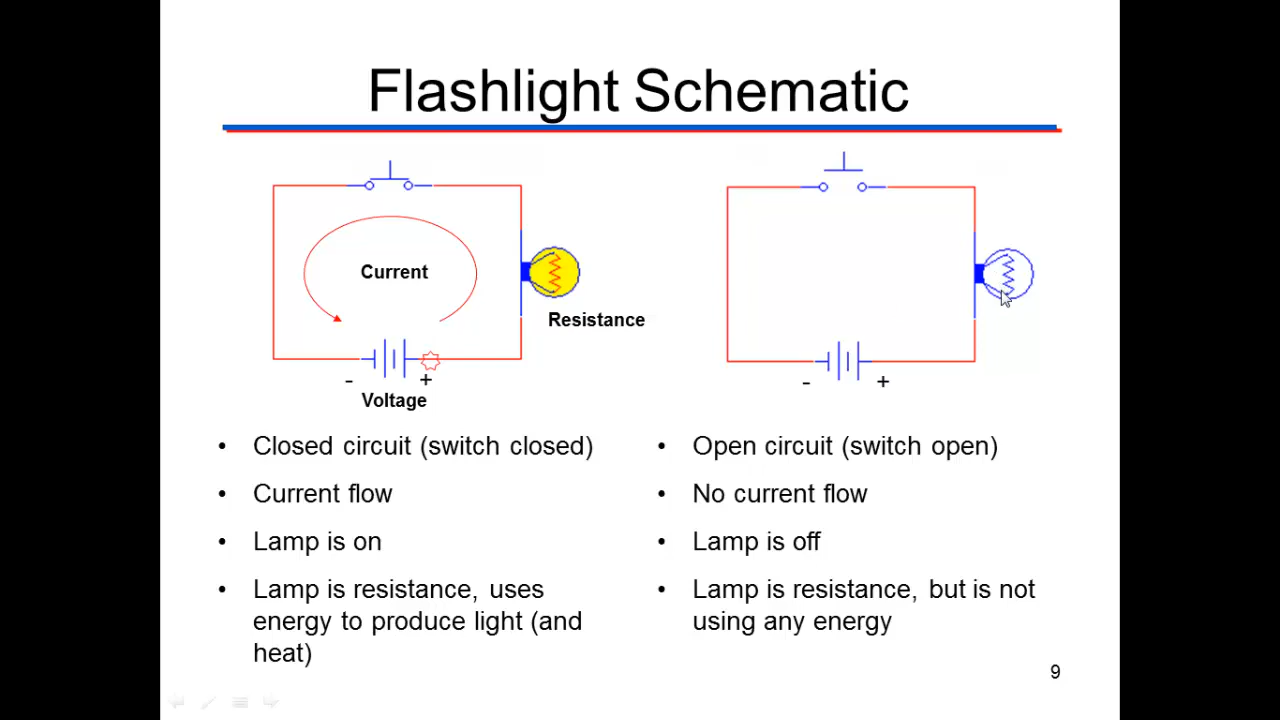 Flashlight Schematic
Current
Resistance
- +
Voltage
- +
• Closed circuit (switch closed)
• Current flow
• Lamp is on
• Lamp is resistance, uses
energy to produce light (and
heat)
• Open circuit (switch open)
• No current flow
• Lamp is off
• Lamp is resistance, but is not
using any energy
9